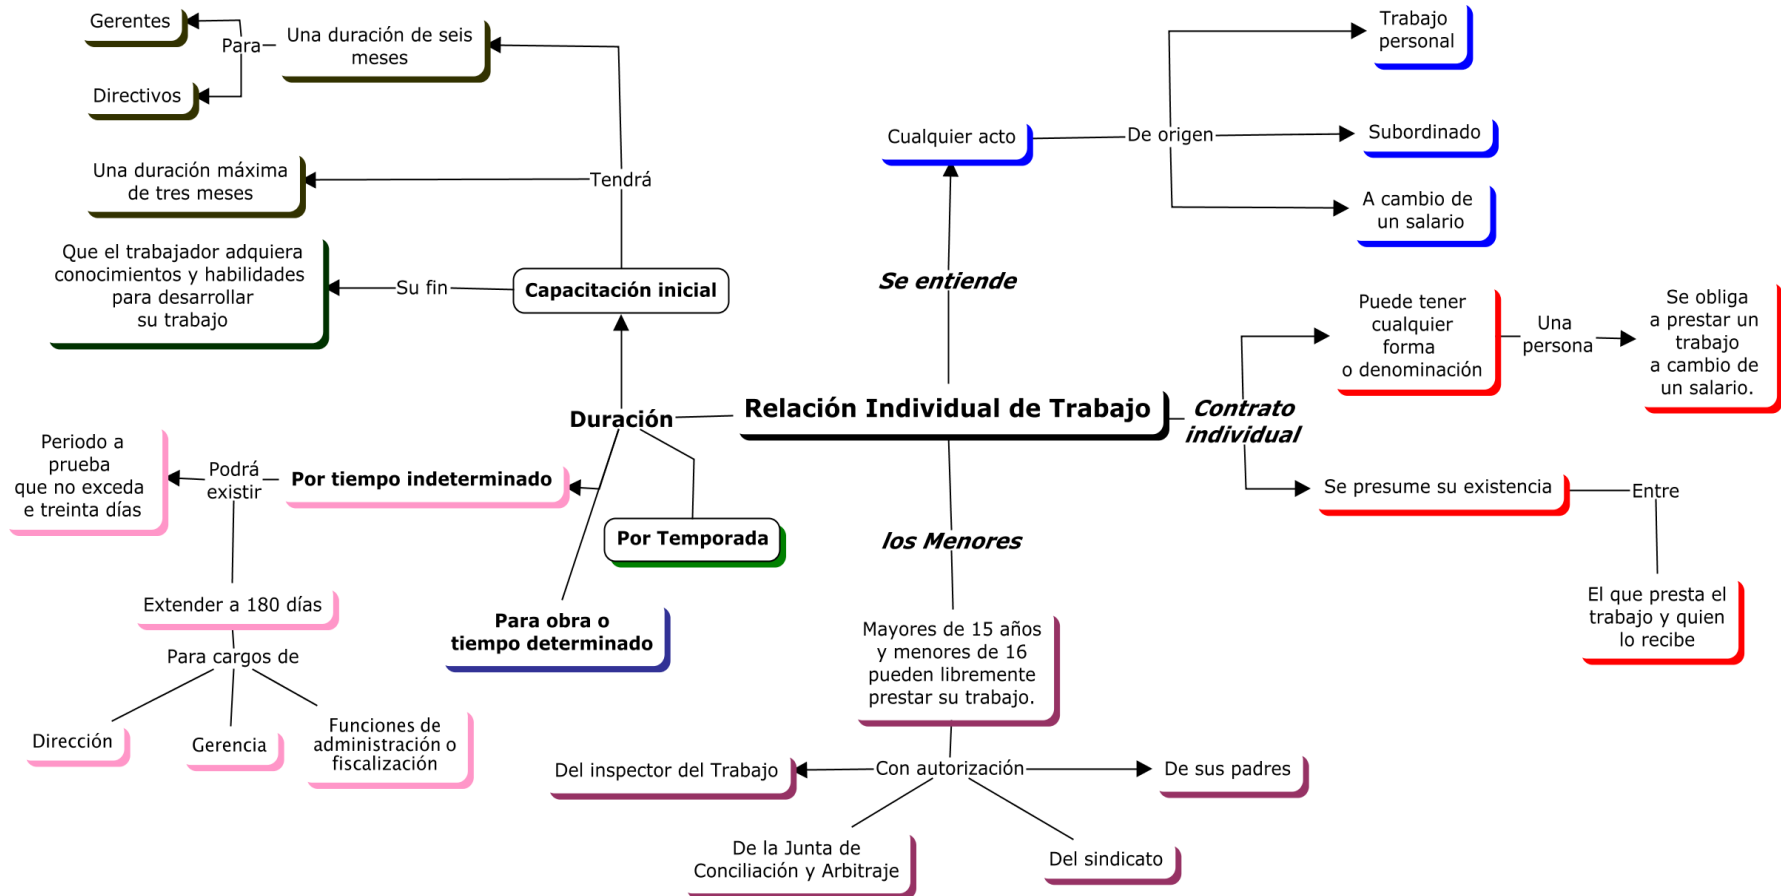 Gerentes
Para
Una duración de seis
meses
Directivos
Una duración máxima
de tres meses
Tendrá
Que el trabajador adquiera
conocimientos y habilidades
para desarrollar
su trabajo
Su fin
Capacitación inicial
Duración
Relación Individual de Trabajo
Se entiende
Cualquier acto
De origen
Trabajo
personal
Subordinado
A cambio de
un salario
Contrato
individual
Puede tener
cualquier
forma
o denominación
Una
persona
Se obliga
a prestar un
trabajo
a cambio de
un salario.
Se presume su existencia
Entre
El que presta el
trabajo y quien
lo recibe
Periodo a
prueba
que no exceda
e treinta días
Podrá
existir
Por tiempo indeterminado
Por Temporada
Para obra o
tiempo determinado
Extender a 180 días
Para cargos de
Dirección
Gerencia
Funciones de
administración o
fiscalización
los Menores
Mayores de 15 años
y menores de 16
pueden libremente
prestar su trabajo.
Con autorización
Del inspector del Trabajo
De sus padres
De la Junta de
Conciliación y Arbitraje
Del sindicato